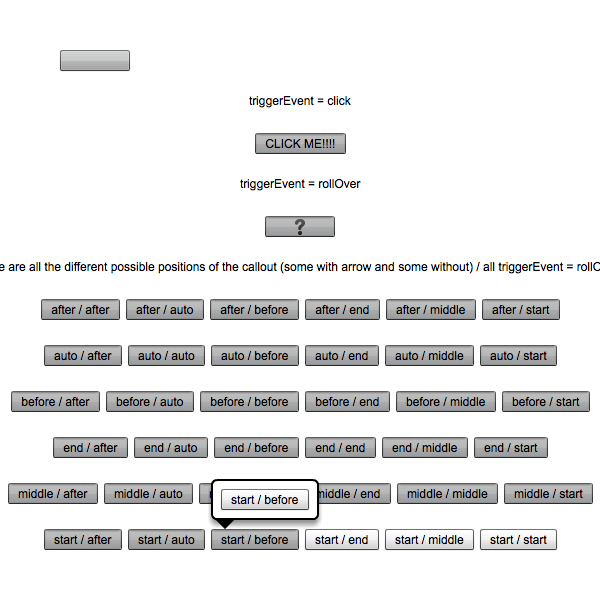 triggerEvent = click
CLICK ME!!!!
triggerEvent = rollOver
?
are all the different possible positions of the callout (some with arrow and some without) / all triggerEvent =
after / after after / auto after / before after / end after / middle after / start
auto / after auto / auto auto / before auto / end auto / middle auto / start
before / after before / auto before / before before / end before / middle before / start
end / after end / auto end / before end / end end / middle end / start
middle / after middle / auto middle / end middle / middle middle / start
start / before
start / after start / auto start / before start / end start / middle start / start